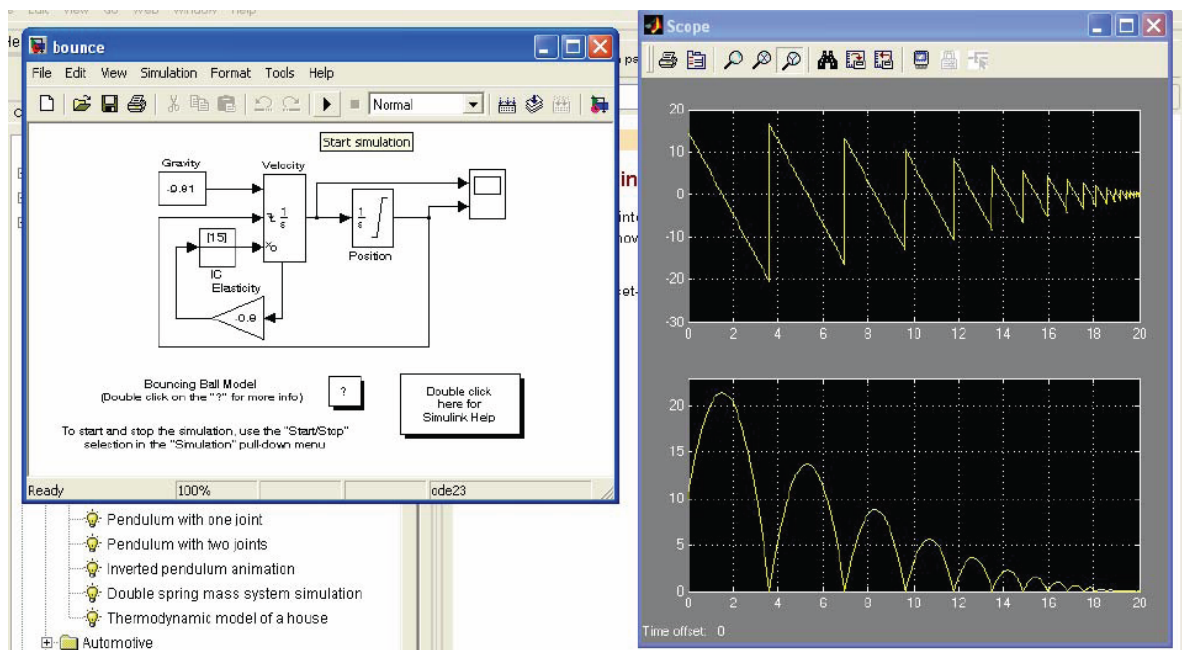 bounce
File Edit View Simulation Format Tools Help
Normal
Start simulation
Gravity
Velocity
-9.81
1
s
1
s
[15]
xo
Position
IC
Elasticity
-0.8
Bouncing Ball Model
(Double click on the "?" for more info)
?
Double click
here for
Simulink Help
To start and stop the simulation, use the "Start/Stop"
selection in the "Simulation" pull-down menu
Ready 100% ode23
Pendulum with one joint
Pendulum with two joints
Inverted pendulum animation
Double spring mass system simulation
Thermodynamic model of a house
Automotive
Scope
20
10
0
-10
-20
-30
0 2 4 6 8 10 12 14 16 18 20
20
15
10
5
0
0 2 4 6 8 10 12 14 16 18 20
Time offset: 0